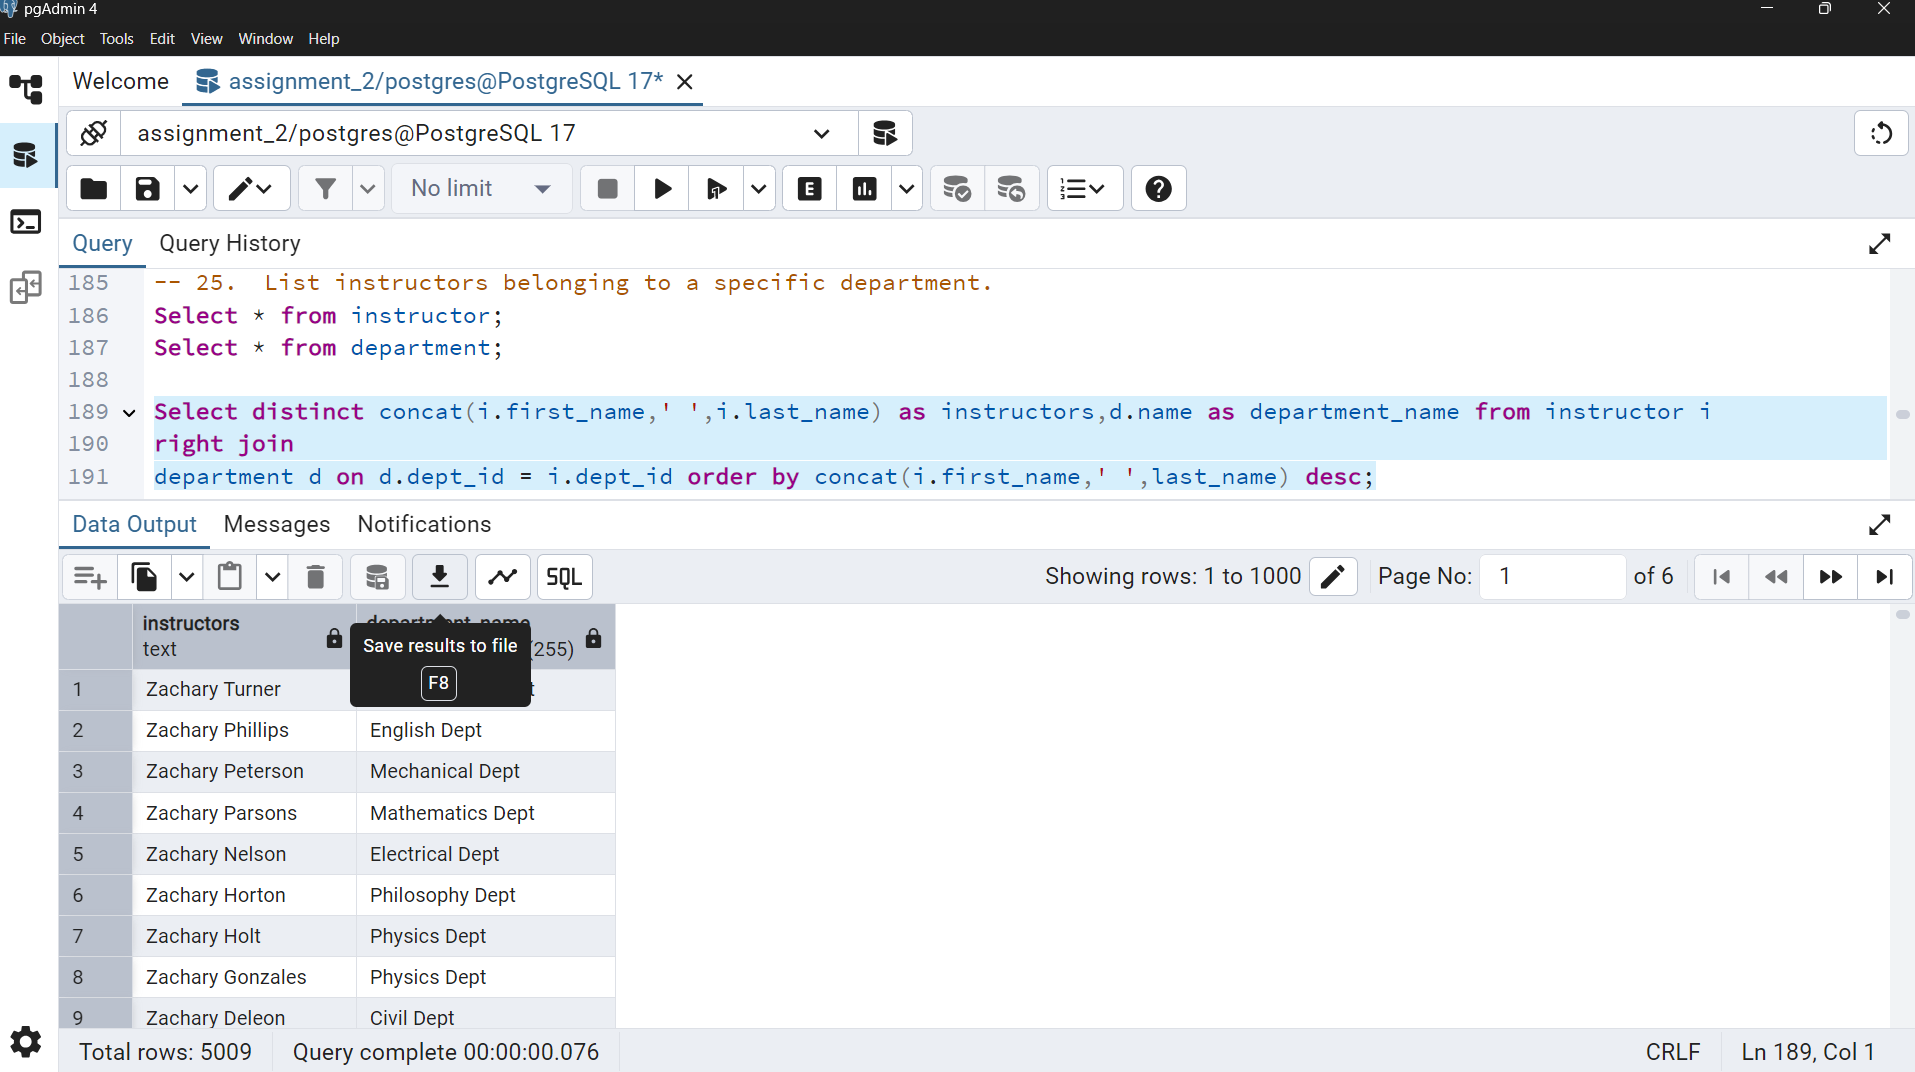 pgAdmin 4
File Object Tools Edit View Window Help
Welcome assignment_2/postgres@PostgreSQL 17*
assignment_2/postgres@PostgreSQL 17
No limit
E
Query Query History
185 -- 25. List instructors belonging to a specific department.
186 Select * from instructor;
187 Select * from department;
188
189 Select distinct concat(i.first_name,' ',i.last_name) as instructors,d.name as department_name from instructor i
190 right join
191 department d on d.dept_id = i.dept_id order by concat(i.first_name,' ',last_name) desc;
Data Output Messages Notifications
SQL Showing rows: 1 to 1000 Page No: 1 of 6
instructors
text (255)
Save results to file
F8
1 Zachary Turner
2 Zachary Phillips English Dept
3 Zachary Peterson Mechanical Dept
4 Zachary Parsons Mathematics Dept
5 Zachary Nelson Electrical Dept
6 Zachary Horton Philosophy Dept
7 Zachary Holt Physics Dept
8 Zachary Gonzales Physics Dept
9 Zachary Deleon Civil Dept
Total rows: 5009 Query complete 00:00:00.076 CRLF Ln 189, Col 1